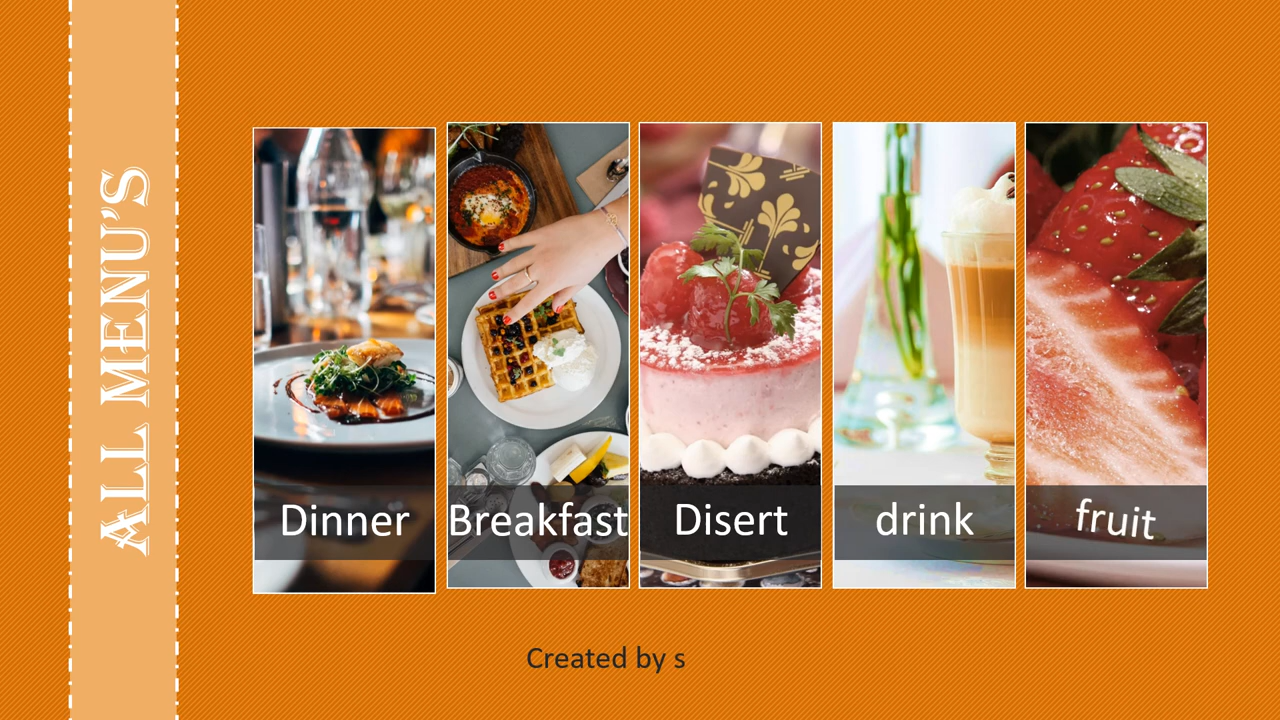 ALL MENU'S
Dinner
Breakfast
Disert
drink
fruit
Created by s